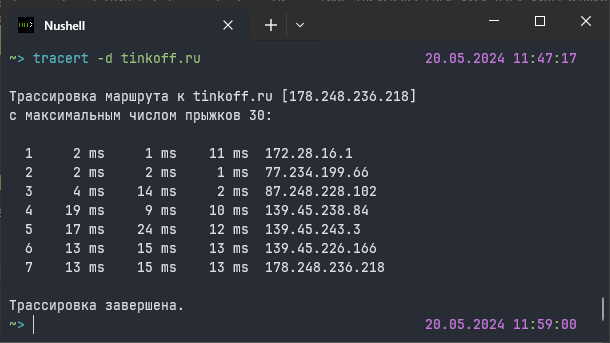 Nushell
~> tracert -d tinkoff.ru 20.05.2024 11:47:17
Трассировка маршрута к tinkoff.ru [178.248.236.218]
с максимальным числом прыжков 30:
1 2 ms 1 ms 11 ms 172.28.16.1
2 2 ms 2 ms 1 ms 77.234.199.66
3 4 ms 14 ms 2 ms 87.248.228.102
4 19 ms 9 ms 10 ms 139.45.238.84
5 17 ms 24 ms 12 ms 139.45.243.3
6 13 ms 15 ms 13 ms 139.45.226.166
7 13 ms 15 ms 13 ms 178.248.236.218
Трассировка завершена.
~> 20.05.2024 11:59:00